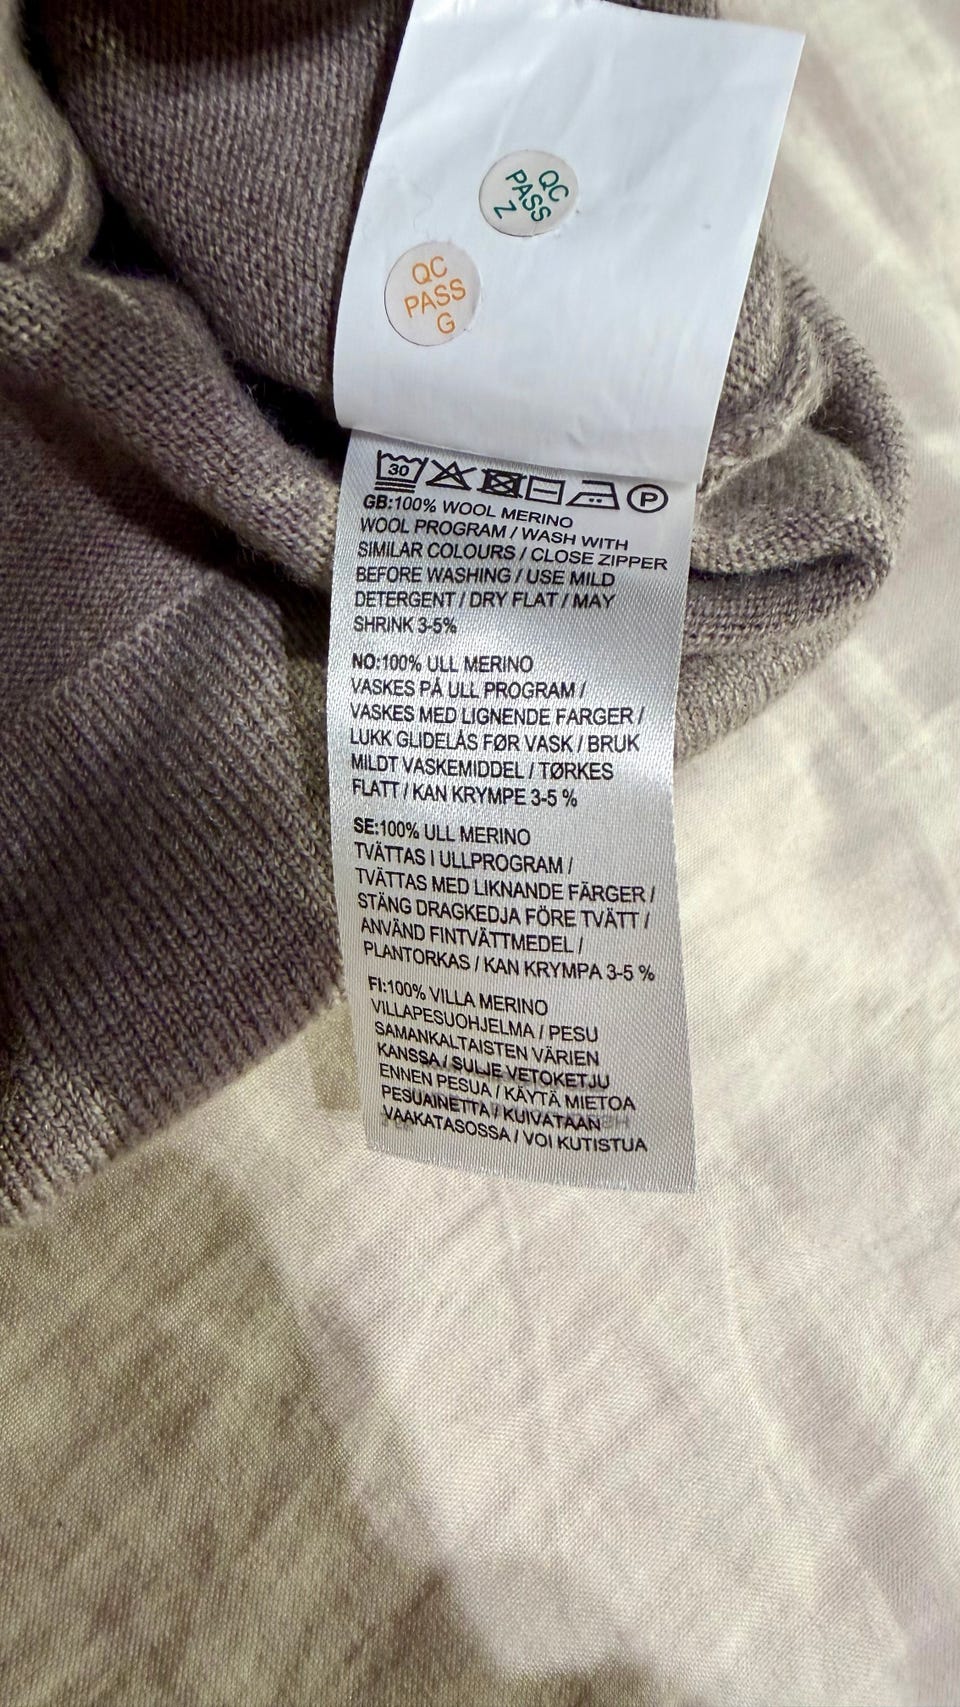 QC
PASS
Z
QC
PASS
G
30
P
GB:100% WOOL MERINO
WOOL PROGRAM / WASH WITH
SIMILAR COLOURS / CLOSE ZIPPER
BEFORE WASHING / USE MILD
DETERGENT / DRY FLAT / MAY
SHRINK 3-5%
NO:100% ULL MERINO
VASKES PÅ ULL PROGRAM /
VASKES MED LIGNENDE FARGER /
LUKK GLIDELÅS FØR VASK / BRUK
MILDT VASKEMIDDEL / TØRKES
FLATT / KAN KRYMPE 3-5 %
SE:100% ULL MERINO
TVÄTTAS I ULLPROGRAM /
TVÄTTAS MED LIKNANDE FÄRGER /
STÄNG DRAGKEDJA FÖRE TVÄTT /
ANVÄND FINTVÄTTMEDEL /
PLANTORKAS / KAN KRYMPA 3-5 %
FI:100% VILLA MERINO
VILLAPESUOHJELMA / PESU
SAMANKALTAISTEN VÄRIEN
KANSSA / SULJE VETOKETJU
ENNEN PESUA / KÄYTÄ MIETOA
PESUAINETTA / KUIVATAAN
VAAKATASOSSA / VOI KUTISTUA